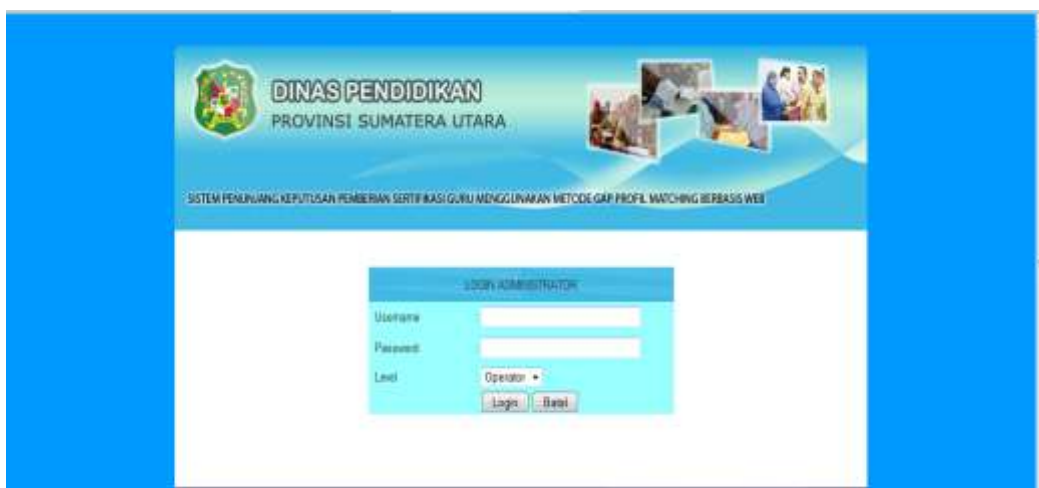 DINAS PENDIDIKAN
PROVINSI SUMATERA UTARA
SISTEM PENUNJANG KEPUTUSAN PEMBERIAN SERTIFIKASI GURU MENGGUNAKAN METODE GAP PROFIL MATCHING BERBASIS WEB
LOGIN ADMINISTRATOR
Username
Password
Level Operator
Login Batal